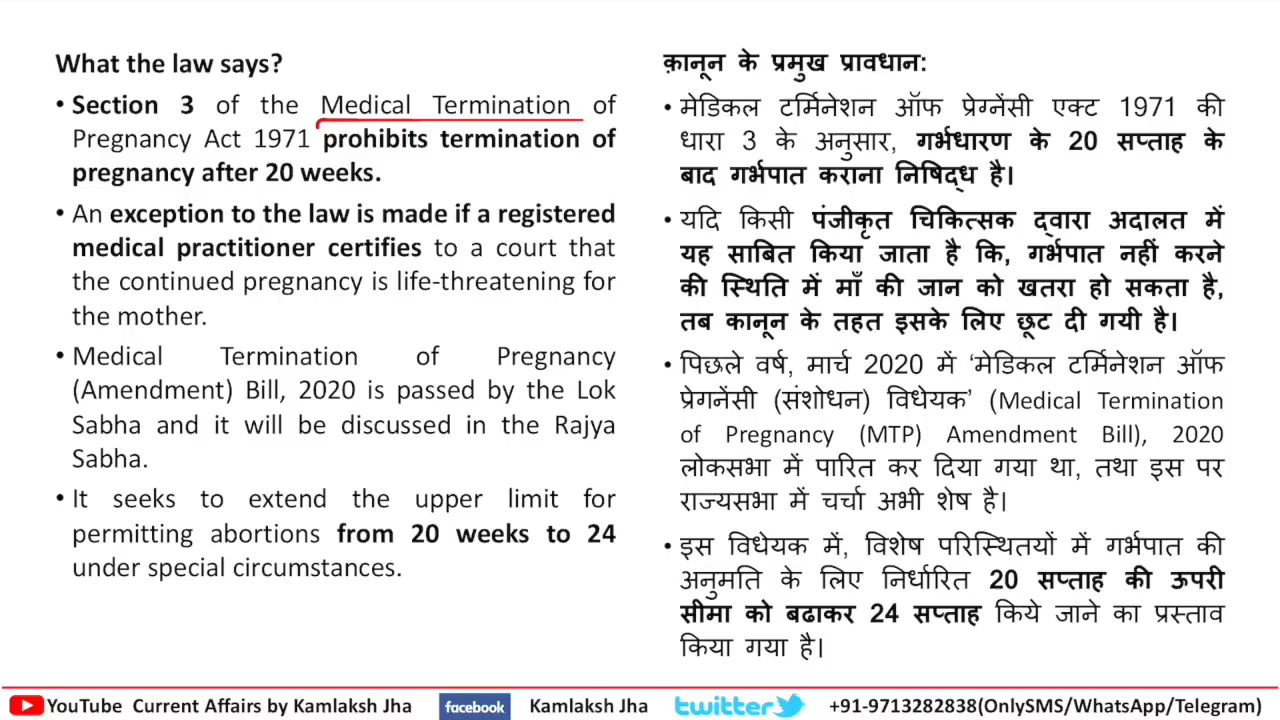 What the law says?
• Section 3 of the Medical Termination of
Pregnancy Act 1971 prohibits termination of
pregnancy after 20 weeks.
• An exception to the law is made if a registered
medical practitioner certifies to a court that
the continued pregnancy is life-threatening for
the mother.
• Medical Termination of Pregnancy
(Amendment) Bill, 2020 is passed by the Lok
Sabha and it will be discussed in the Rajya
Sabha.
• It seeks to extend the upper limit for
permitting abortions from 20 weeks to 24
under special circumstances.
क़ानून के प्रमुख प्रावधान:
• मेडिकल टर्मिनेशन ऑफ प्रेग्नेंसी एक्ट 1971 की
धारा 3 के अनुसार, गर्भधारण के 20 सप्ताह के
बाद गर्भपात कराना निषिद्ध है।
• यदि किसी पंजीकृत चिकित्सक द्वारा अदालत में
यह साबित किया जाता है कि, गर्भपात नहीं करने
की स्थिति में माँ की जान को खतरा हो सकता है,
तब कानून के तहत इसके लिए छूट दी गयी है।
• पिछले वर्ष, मार्च 2020 में ‘मेडिकल टर्मिनेशन ऑफ
प्रेगनेंसी (संशोधन) विधेयक’ (Medical Termination
of Pregnancy (MTP) Amendment Bill), 2020
लोकसभा में पारित कर दिया गया था, तथा इस पर
राज्यसभा में चर्चा अभी शेष है।
• इस विधेयक में, विशेष परिस्थितयों में गर्भपात की
अनुमति के लिए निर्धारित 20 सप्ताह की ऊपरी
सीमा को बढाकर 24 सप्ताह किये जाने का प्रस्ताव
किया गया है।
YouTube Current Affairs by Kamlaksh Jha facebook Kamlaksh Jha twitter +91-9713282838(OnlySMS/WhatsApp/Telegram)